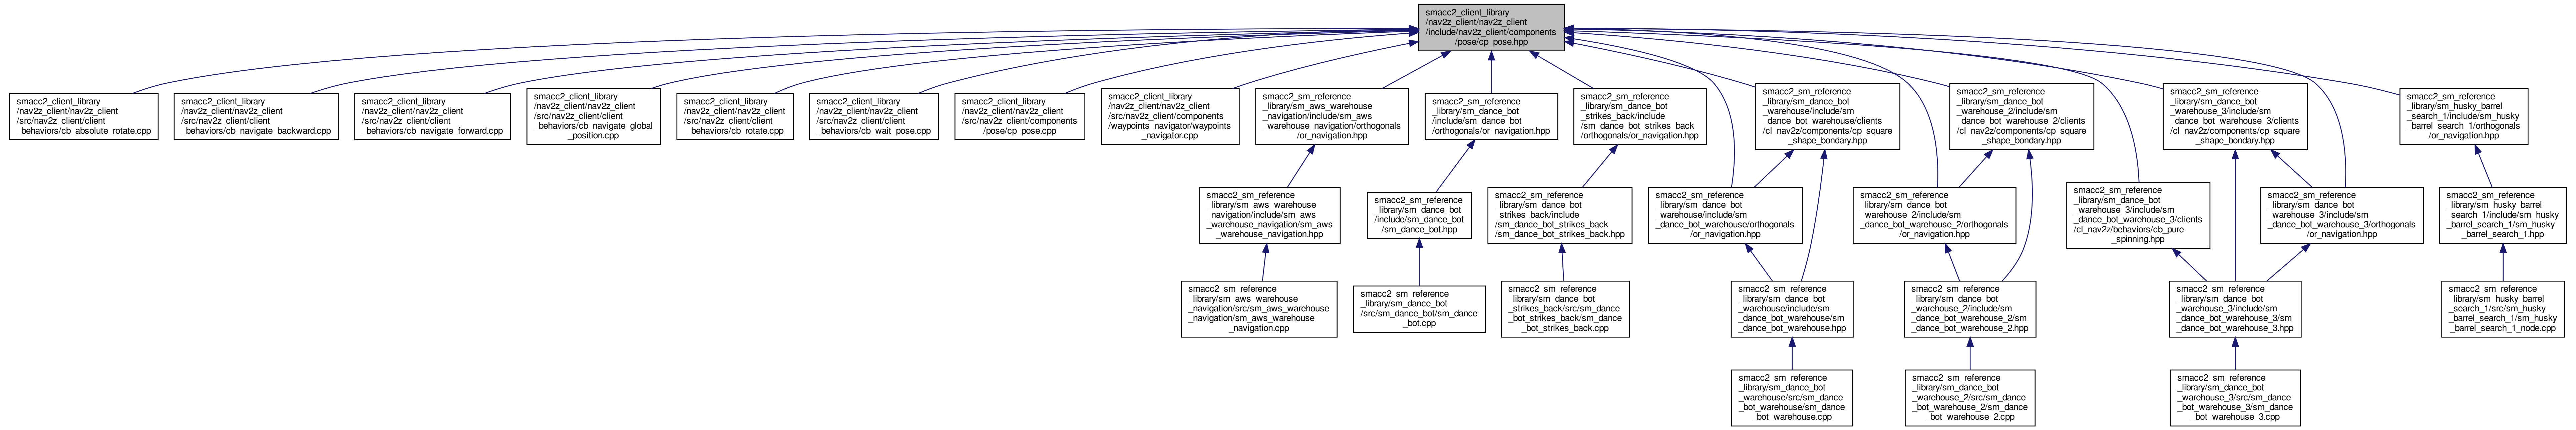 smacc2_client_library
/nav2z_client/nav2z_client
/include/nav2z_client/components
/pose/cp_pose.hpp
smacc2_client_library
/nav2z_client/nav2z_client
/src/nav2z_client/client
_behaviors/cb_absolute_rotate.cpp
smacc2_client_library
/nav2z_client/nav2z_client
/src/nav2z_client/client
_behaviors/cb_navigate_backward.cpp
smacc2_client_library
/nav2z_client/nav2z_client
/src/nav2z_client/client
_behaviors/cb_navigate_forward.cpp
smacc2_client_library
/nav2z_client/nav2z_client
/src/nav2z_client/client
_behaviors/cb_navigate_global
_position.cpp
smacc2_client_library
/nav2z_client/nav2z_client
/src/nav2z_client/client
_behaviors/cb_rotate.cpp
smacc2_client_library
/nav2z_client/nav2z_client
/src/nav2z_client/client
_behaviors/cb_wait_pose.cpp
smacc2_client_library
/nav2z_client/nav2z_client
/src/nav2z_client/components
/pose/cp_pose.cpp
smacc2_client_library
/nav2z_client/nav2z_client
/src/nav2z_client/components
/waypoints_navigator/waypoints
_navigator.cpp
smacc2_sm_reference
_library/sm_aws_warehouse
_navigation/include/sm_aws
_warehouse_navigation/orthogonals
/or_navigation.hpp
smacc2_sm_reference
_library/sm_dance_bot
/include/sm_dance_bot
/orthogonals/or_navigation.hpp
smacc2_sm_reference
_library/sm_dance_bot
_strikes_back/include
/sm_dance_bot_strikes_back
/orthogonals/or_navigation.hpp
smacc2_sm_reference
_library/sm_dance_bot
_warehouse/include/sm
_dance_bot_warehouse/clients
/cl_nav2z/components/cp_square
_shape_bondary.hpp
smacc2_sm_reference
_library/sm_dance_bot
_warehouse_2/include/sm
_dance_bot_warehouse_2/clients
/cl_nav2z/components/cp_square
_shape_bondary.hpp
smacc2_sm_reference
_library/sm_dance_bot
_warehouse_3/include/sm
_dance_bot_warehouse_3/clients
/cl_nav2z/components/cp_square
_shape_bondary.hpp
smacc2_sm_reference
_library/sm_husky_barrel
_search_1/include/sm_husky
_barrel_search_1/orthogonals
/or_navigation.hpp
smacc2_sm_reference
_library/sm_aws_warehouse
_navigation/include/sm_aws
_warehouse_navigation/sm_aws
_warehouse_navigation.hpp
smacc2_sm_reference
_library/sm_dance_bot
/include/sm_dance_bot
/sm_dance_bot.hpp
smacc2_sm_reference
_library/sm_dance_bot
_strikes_back/include
/sm_dance_bot_strikes_back
/sm_dance_bot_strikes_back.hpp
smacc2_sm_reference
_library/sm_dance_bot
_warehouse/include/sm
_dance_bot_warehouse/orthogonals
/or_navigation.hpp
smacc2_sm_reference
_library/sm_dance_bot
_warehouse_2/include/sm
_dance_bot_warehouse_2/orthogonals
/or_navigation.hpp
smacc2_sm_reference
_library/sm_dance_bot
_warehouse_3/include/sm
_dance_bot_warehouse_3/clients
/cl_nav2z/behaviors/cb_pure
_spinning.hpp
smacc2_sm_reference
_library/sm_dance_bot
_warehouse_3/include/sm
_dance_bot_warehouse_3/orthogonals
/or_navigation.hpp
smacc2_sm_reference
_library/sm_husky_barrel
_search_1/include/sm_husky
_barrel_search_1/sm_husky
_barrel_search_1.hpp
smacc2_sm_reference
_library/sm_aws_warehouse
_navigation/src/sm_aws_warehouse
_navigation/sm_aws_warehouse
_navigation.cpp
smacc2_sm_reference
_library/sm_dance_bot
/src/sm_dance_bot/sm_dance
_bot.cpp
smacc2_sm_reference
_library/sm_dance_bot
_strikes_back/src/sm_dance
_bot_strikes_back/sm_dance
_bot_strikes_back.cpp
smacc2_sm_reference
_library/sm_dance_bot
_warehouse/include/sm
_dance_bot_warehouse/sm
_dance_bot_warehouse.hpp
smacc2_sm_reference
_library/sm_dance_bot
_warehouse_2/include/sm
_dance_bot_warehouse_2/sm
_dance_bot_warehouse_2.hpp
smacc2_sm_reference
_library/sm_dance_bot
_warehouse_3/include/sm
_dance_bot_warehouse_3/sm
_dance_bot_warehouse_3.hpp
smacc2_sm_reference
_library/sm_husky_barrel
_search_1/src/sm_husky
_barrel_search_1/sm_husky
_barrel_search_1_node.cpp
smacc2_sm_reference
_library/sm_dance_bot
_warehouse/src/sm_dance
_bot_warehouse/sm_dance
_bot_warehouse.cpp
smacc2_sm_reference
_library/sm_dance_bot
_warehouse_2/src/sm_dance
_bot_warehouse_2/sm_dance
_bot_warehouse_2.cpp
smacc2_sm_reference
_library/sm_dance_bot
_warehouse_3/src/sm_dance
_bot_warehouse_3/sm_dance
_bot_warehouse_3.cpp